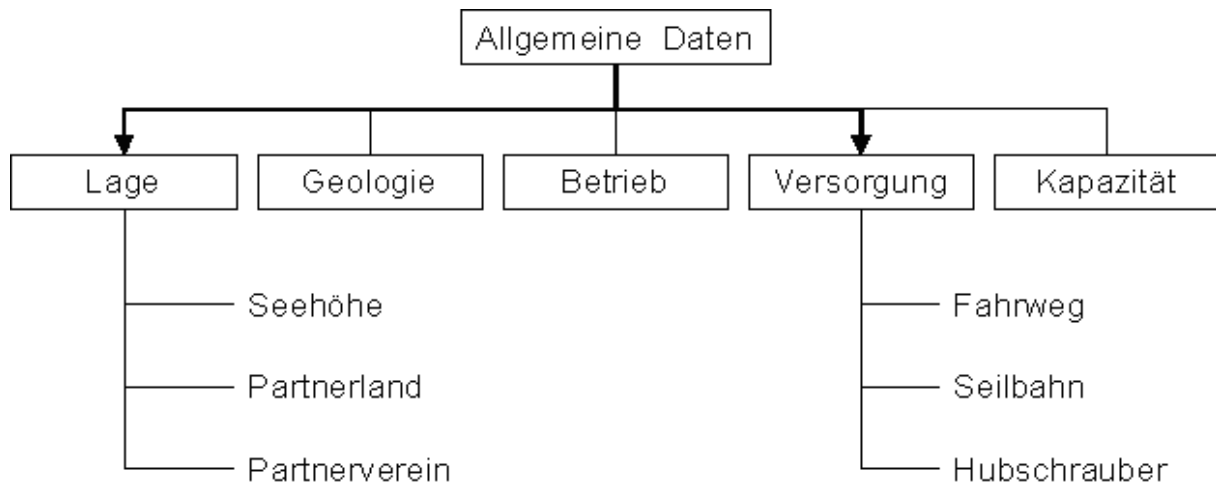 Allgemeine Daten
Lage Geologie Betrieb Versorgung Kapazität
Seehöhe Fahrweg
Partnerland Seilbahn
Partnerverein Hubschrauber